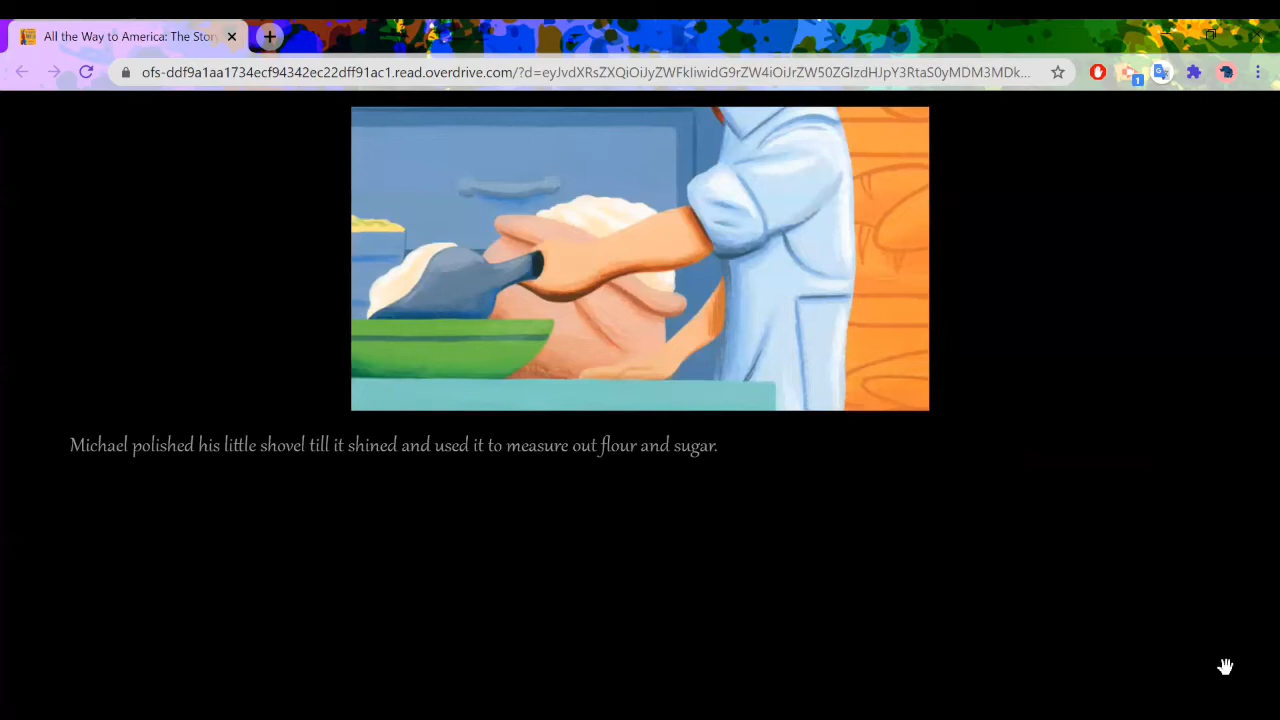 All the Way to America: The Stor
ofs-ddf9a1aa1734ecf94342ec22dff91ac1.read.overdrive.com/?d=eyJvdXRsZXQiOiJyZWFkIiwidG9rZW4iOiJrZW50ZGlzdHJpY3RtaS0yMDM3MDk...
1
Michael polished his little shovel till it shined and used it to measure out flour and sugar.